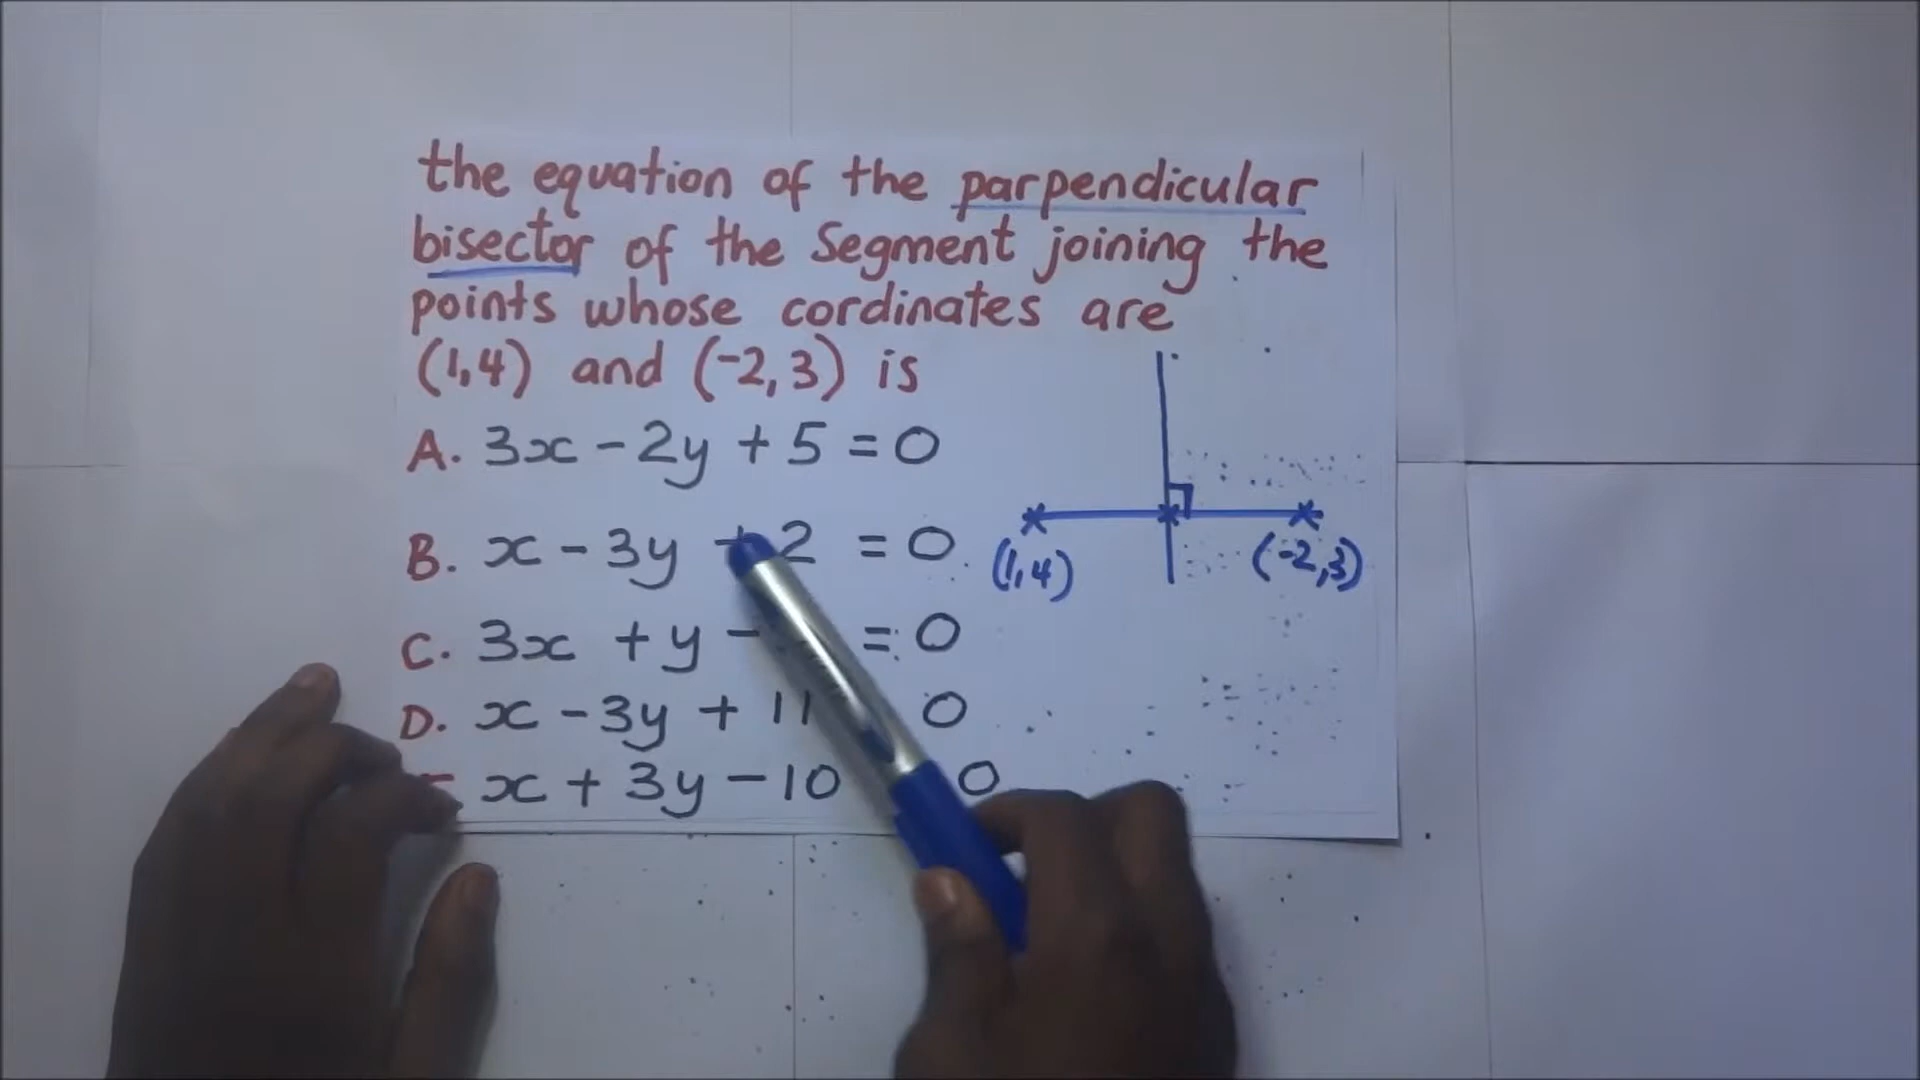 the equation of the parpendicular
bisector of the Segment joining the
points whose cordinates are
(1,4) and (-2,3) is
A. 3x - 2y + 5 = 0
B. x - 3y + 2 = 0
C. 3x + y - = 0
D. x - 3y + 11 0
x + 3y - 10 0
(1,4) (-2,3)